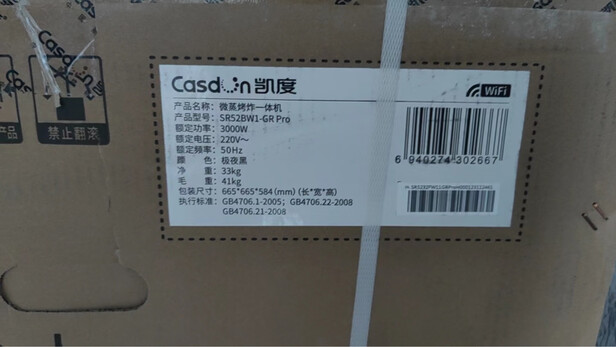 Casdon凯度
WiFi
产品名称: 微蒸烤炸一体机
产品型号: SR52BW1-GR Pro
额定功率: 3000W
额定电压: 220V~
额定频率: 50Hz
颜 色: 极夜黑
净 重: 33kg
毛 重: 41kg
包装尺寸: 665*665*584(mm)(长*宽*高)
执行标准: GB4706.1-2005; GB4706.22-2008
GB4706.21-2008
6 940274 302667
禁止翻滚